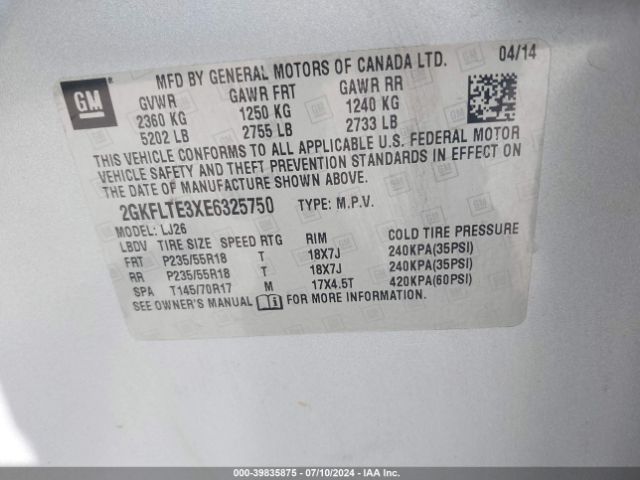 GM
MFD BY GENERAL MOTORS OF CANADA LTD. 04/14
GVWR GAWR FRT GAWR RR
2360 KG 1250 KG 1240 KG
5202 LB 2755 LB 2733 LB
THIS VEHICLE CONFORMS TO ALL APPLICABLE U.S. FEDERAL MOTOR
VEHICLE SAFETY AND THEFT PREVENTION STANDARDS IN EFFECT ON
THE DATE OF MANUFACTURE SHOWN ABOVE.
2GKFLTE3XE6325750 TYPE: M.P.V.
MODEL: LJ26
LBDV TIRE SIZE SPEED RTG RIM COLD TIRE PRESSURE
FRT P235/55R18 T 18X7J 240KPA(35PSI)
RR P235/55R18 T 18X7J 240KPA(35PSI)
SPA T145/70R17 M 17X4.5T 420KPA(60PSI)
SEE OWNER'S MANUAL FOR MORE INFORMATION.
000-39835875 - 07/10/2024 - IAAI.COM